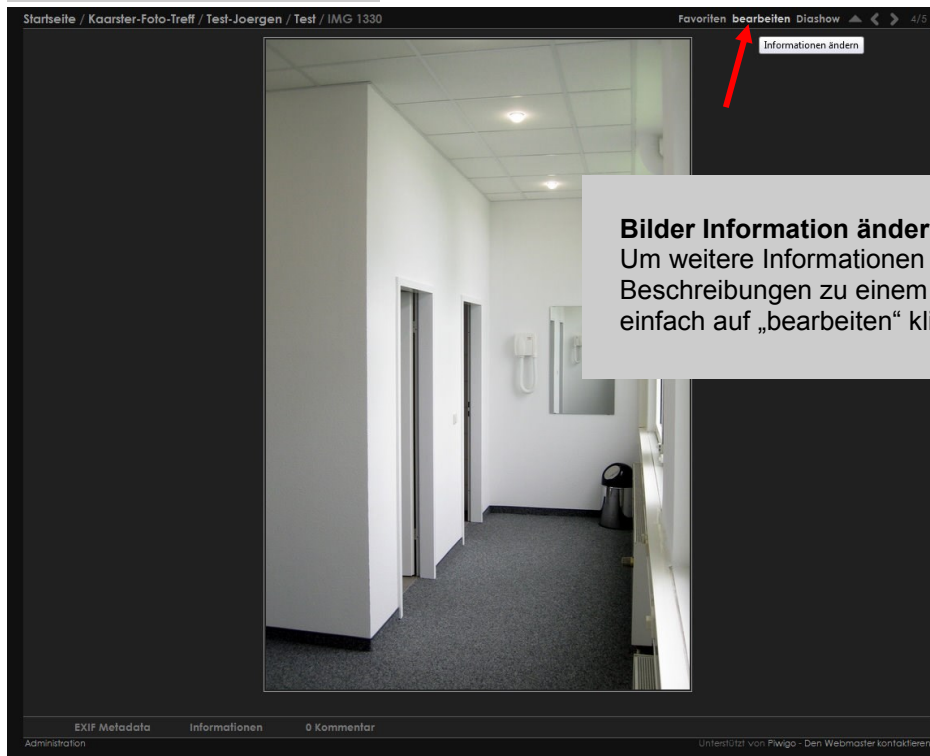 Startseite / Kaarster-Foto-Treff / Test-Joergen / Test / IMG 1330
Favoriten bearbeiten Diashow 4/5
Informationen ändern
Bilder Information änder
Um weitere Informationen
Beschreibungen zu einem
einfach auf „bearbeiten“ kli
EXIF Metadata Informationen 0 Kommentar
Administration
Unterstützt von Piwigo - Den Webmaster kontaktieren